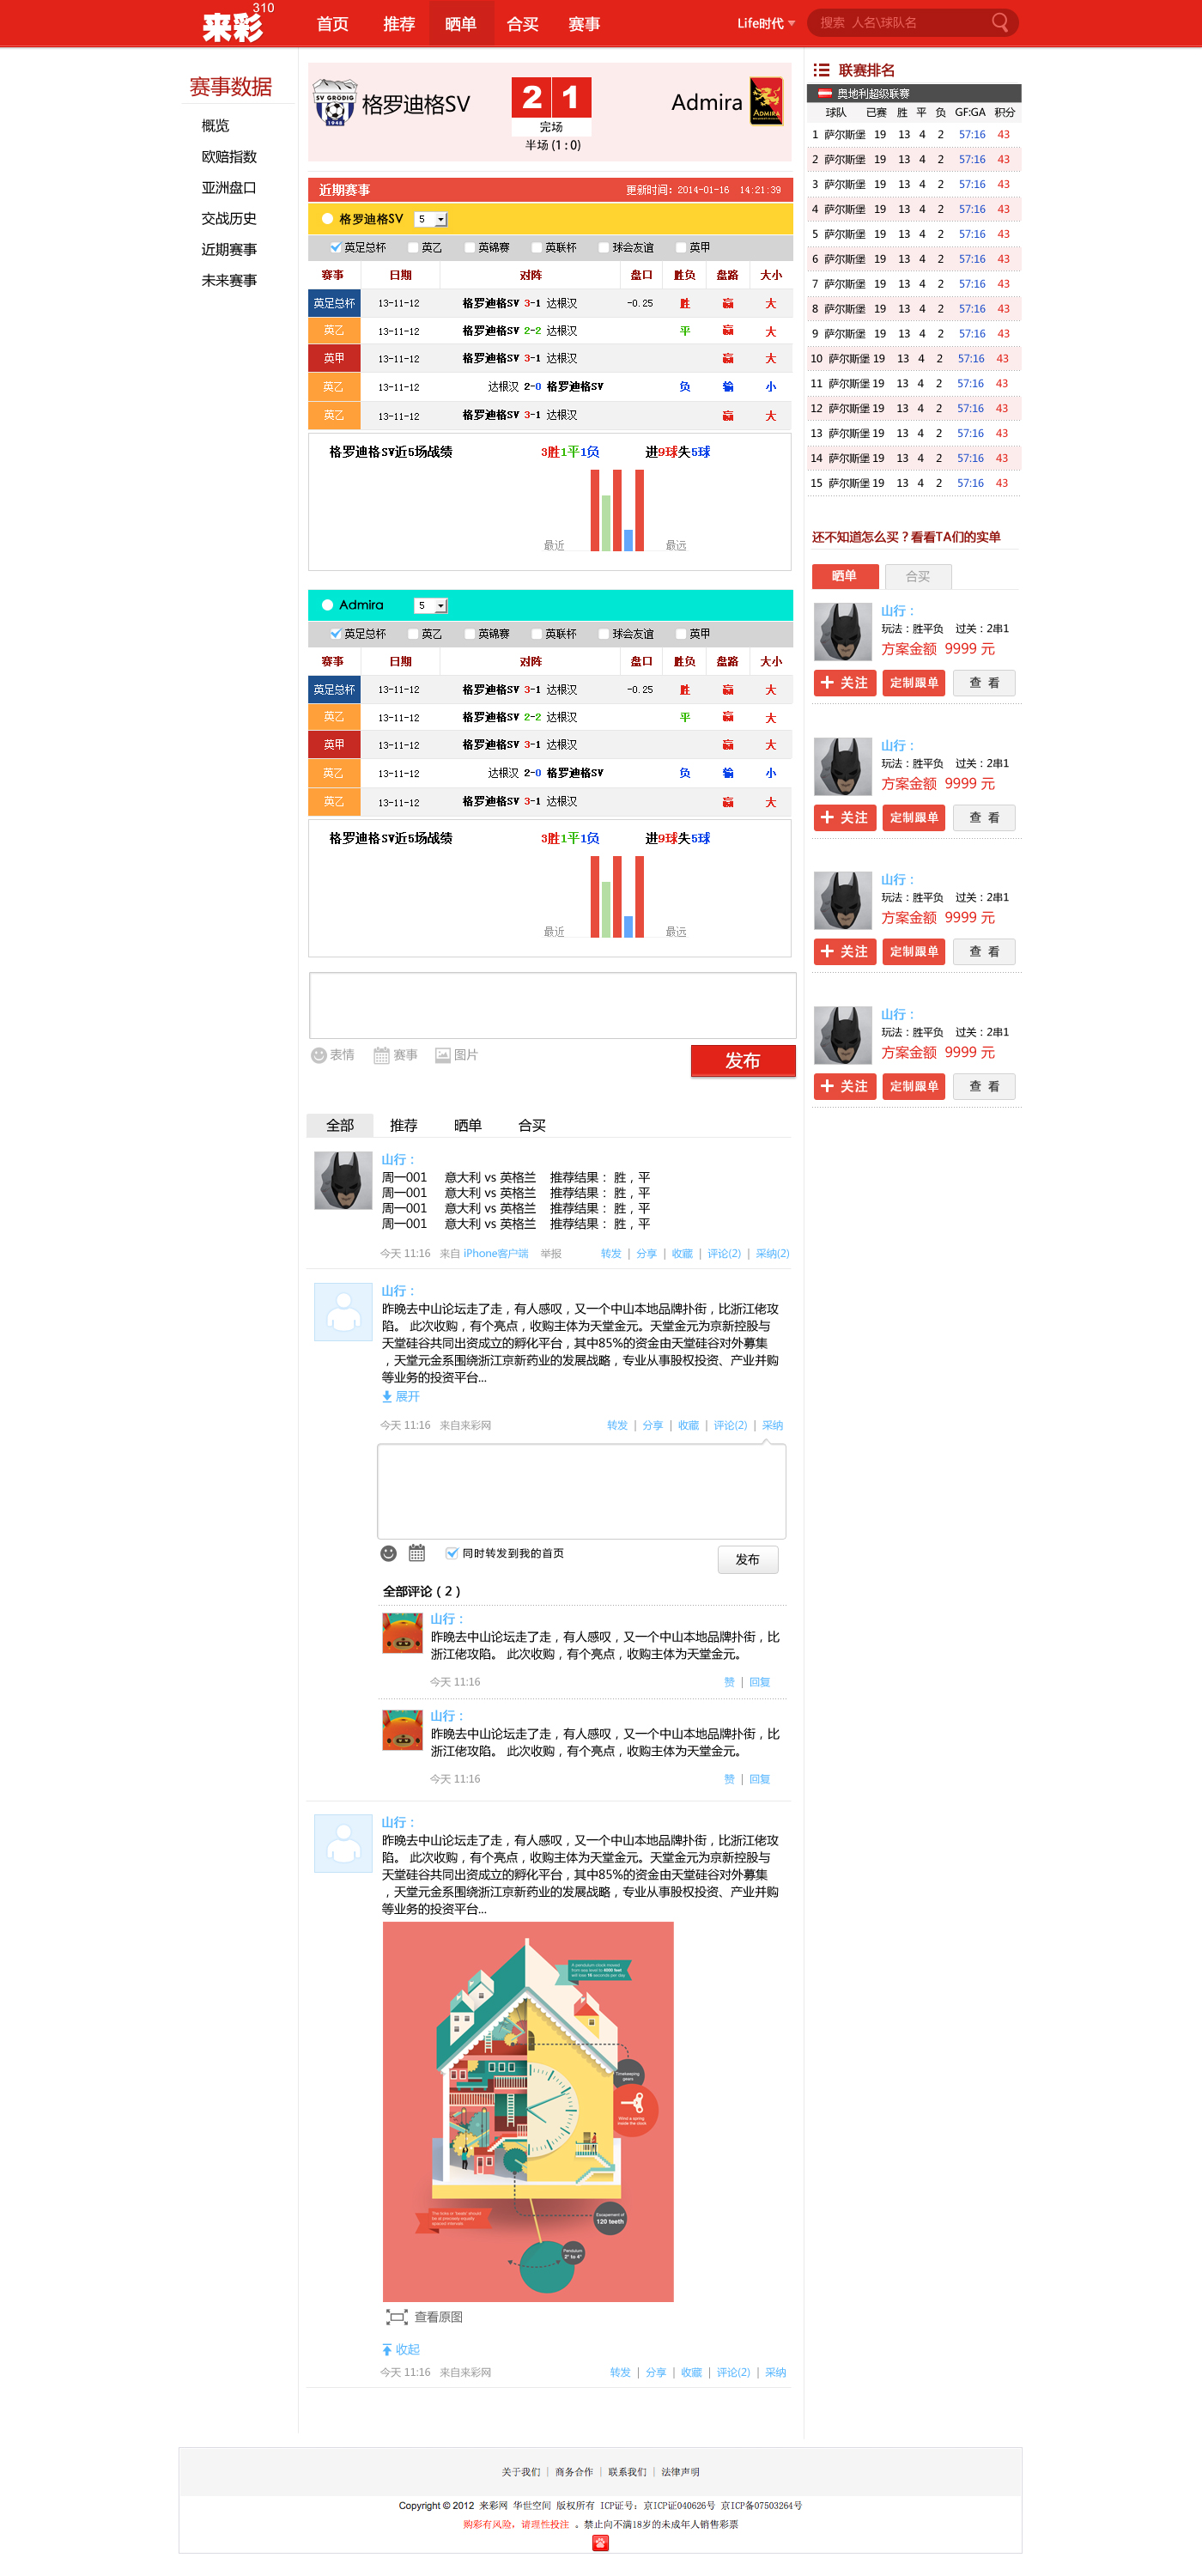 来彩 310
首页 推荐 晒单 合买 赛事
Life时代
搜索 人名\球队名
赛事数据
概览
欧赔指数
亚洲盘口
交战历史
近期赛事
未来赛事
SV GRODIG
格罗迪格SV
2 1
完场
半场 (1 : 0)
Admira
ADMIRA
近期赛事 更新时间：2014-01-16 14:21:39
格罗迪格SV 5
英足总杯 英乙 英锦赛 英联杯 球会友谊 英甲
赛事 日期 对阵 盘口 胜负 盘路 大小
英足总杯 13-11-12 格罗迪格SV 3-1 达根汉 -0.25 胜 赢 大
英乙 13-11-12 格罗迪格SV 2-2 达根汉 平 赢 大
英甲 13-11-12 格罗迪格SV 3-1 达根汉 赢 大
英乙 13-11-12 达根汉 2-0 格罗迪格SV 负 输 小
英乙 13-11-12 格罗迪格SV 3-1 达根汉 赢 大
格罗迪格SV近5场战绩 3胜1平1负 进9球失5球
最近 最远
Admira 5
英足总杯 英乙 英锦赛 英联杯 球会友谊 英甲
赛事 日期 对阵 盘口 胜负 盘路 大小
英足总杯 13-11-12 格罗迪格SV 3-1 达根汉 -0.25 胜 赢 大
英乙 13-11-12 格罗迪格SV 2-2 达根汉 平 赢 大
英甲 13-11-12 格罗迪格SV 3-1 达根汉 赢 大
英乙 13-11-12 达根汉 2-0 格罗迪格SV 负 输 小
英乙 13-11-12 格罗迪格SV 3-1 达根汉 赢 大
格罗迪格SV近5场战绩 3胜1平1负 进9球失5球
最近 最远
表情 赛事 图片 发布
全部 推荐 晒单 合买
山行：
周一001 意大利 vs 英格兰 推荐结果： 胜，平
周一001 意大利 vs 英格兰 推荐结果： 胜，平
周一001 意大利 vs 英格兰 推荐结果： 胜，平
周一001 意大利 vs 英格兰 推荐结果： 胜，平
今天 11:16 来自 iPhone客户端 举报 转发 | 分享 | 收藏 | 评论(2) | 采纳(2)
山行：
昨晚去中山论坛走了走，有人感叹，又一个中山本地品牌扑街，比浙江佬攻
陷。 此次收购，有个亮点，收购主体为天堂金元。天堂金元为京新控股与
天堂硅谷共同出资成立的孵化平台，其中85%的资金由天堂硅谷对外募集
，天堂元金系围绕浙江京新药业的发展战略，专业从事股权投资、产业并购
等业务的投资平台...
展开
今天 11:16 来自来彩网 转发 | 分享 | 收藏 | 评论(2) | 采纳
同时转发到我的首页 发布
全部评论（2）
山行：
昨晚去中山论坛走了走，有人感叹，又一个中山本地品牌扑街，比
浙江佬攻陷。 此次收购，有个亮点，收购主体为天堂金元。
今天 11:16 赞 | 回复
山行：
昨晚去中山论坛走了走，有人感叹，又一个中山本地品牌扑街，比
浙江佬攻陷。 此次收购，有个亮点，收购主体为天堂金元。
今天 11:16 赞 | 回复
山行：
昨晚去中山论坛走了走，有人感叹，又一个中山本地品牌扑街，比浙江佬攻
陷。 此次收购，有个亮点，收购主体为天堂金元。天堂金元为京新控股与
天堂硅谷共同出资成立的孵化平台，其中85%的资金由天堂硅谷对外募集
，天堂元金系围绕浙江京新药业的发展战略，专业从事股权投资、产业并购
等业务的投资平台...
Timekeeping
gears
Wind a spring
inside the clock
Escapement of
120 teeth
Pendulum
2° to 4°
查看原图
收起
今天 11:16 来自来彩网 转发 | 分享 | 收藏 | 评论(2) | 采纳
联赛排名
奥地利超级联赛
球队 已赛 胜 平 负 GF:GA 积分
1 萨尔斯堡 19 13 4 2 57:16 43
2 萨尔斯堡 19 13 4 2 57:16 43
3 萨尔斯堡 19 13 4 2 57:16 43
4 萨尔斯堡 19 13 4 2 57:16 43
5 萨尔斯堡 19 13 4 2 57:16 43
6 萨尔斯堡 19 13 4 2 57:16 43
7 萨尔斯堡 19 13 4 2 57:16 43
8 萨尔斯堡 19 13 4 2 57:16 43
9 萨尔斯堡 19 13 4 2 57:16 43
10 萨尔斯堡 19 13 4 2 57:16 43
11 萨尔斯堡 19 13 4 2 57:16 43
12 萨尔斯堡 19 13 4 2 57:16 43
13 萨尔斯堡 19 13 4 2 57:16 43
14 萨尔斯堡 19 13 4 2 57:16 43
15 萨尔斯堡 19 13 4 2 57:16 43
还不知道怎么买？看看TA们的实单
晒单 合买
山行：
玩法：胜平负 过关：2串1
方案金额 9999 元
+ 关注 定制跟单 查 看
山行：
玩法：胜平负 过关：2串1
方案金额 9999 元
+ 关注 定制跟单 查 看
山行：
玩法：胜平负 过关：2串1
方案金额 9999 元
+ 关注 定制跟单 查 看
山行：
玩法：胜平负 过关：2串1
方案金额 9999 元
+ 关注 定制跟单 查 看
关于我们 | 商务合作 | 联系我们 | 法律声明
Copyright © 2012 来彩网 华世空间 版权所有 ICP证号：京ICP证040626号 京ICP备07503264号
购彩有风险，请理性投注 。禁止向不满18岁的未成年人销售彩票